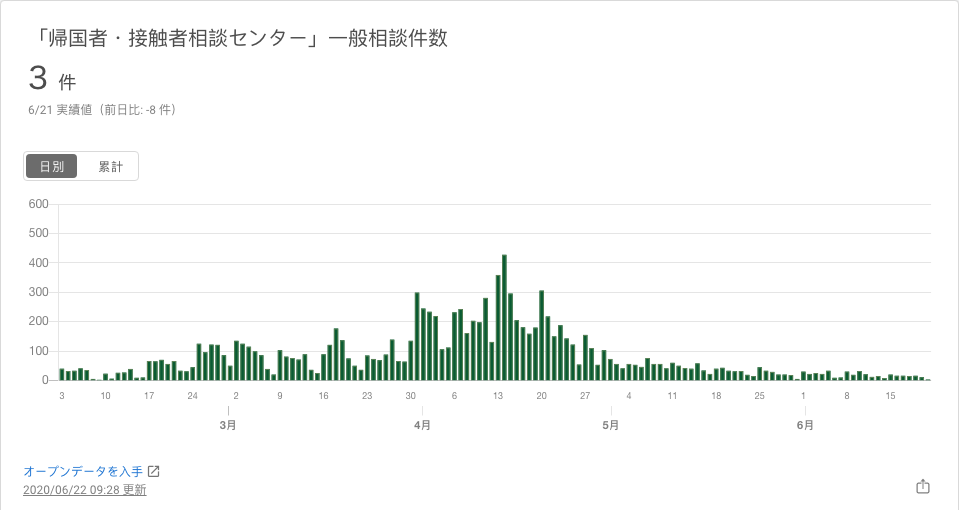 「帰国者・接触者相談センター」一般相談件数
3 件
6/21 実績値（前日比: -8 件）
日別 累計
600
500
400
300
200
100
0
3 10 17 24 2 9 16 23 30 6 13 20 27 4 11 18 25 1 8 15
3月 4月 5月 6月
オープンデータを入手
2020/06/22 09:28 更新